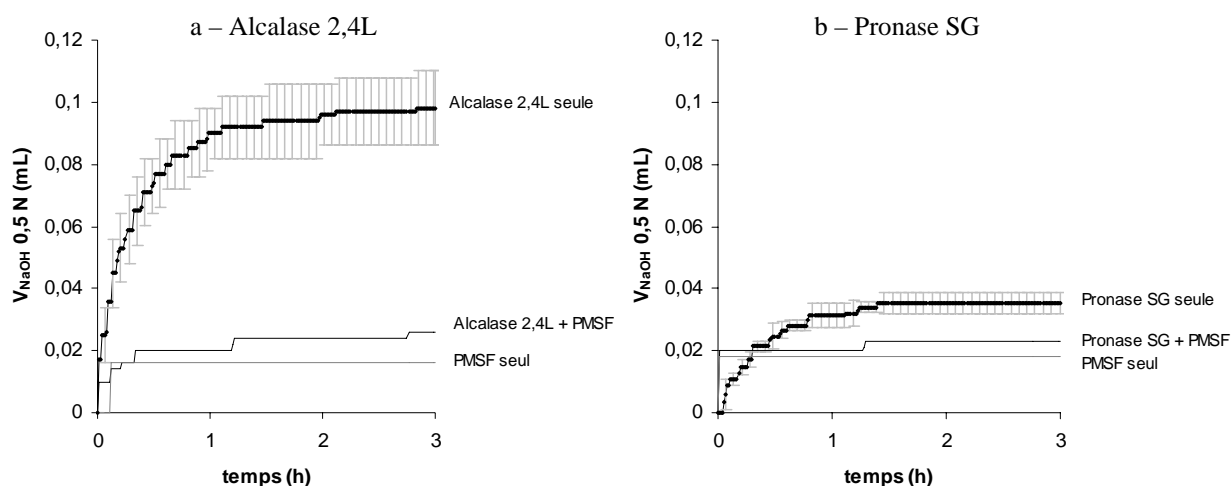 a – Alcalase 2,4L
0,12
0,1
0,08
0,06
0,04
0,02
0
V NaOH 0,5 N (mL)
Alcalase 2,4L seule
Alcalase 2,4L + PMSF
PMSF seul
0 1 2 3
temps (h)
b – Pronase SG
0,12
0,1
0,08
0,06
0,04
0,02
0
V NaOH 0,5 N (mL)
Pronase SG seule
Pronase SG + PMSF
PMSF seul
0 1 2 3
temps (h)